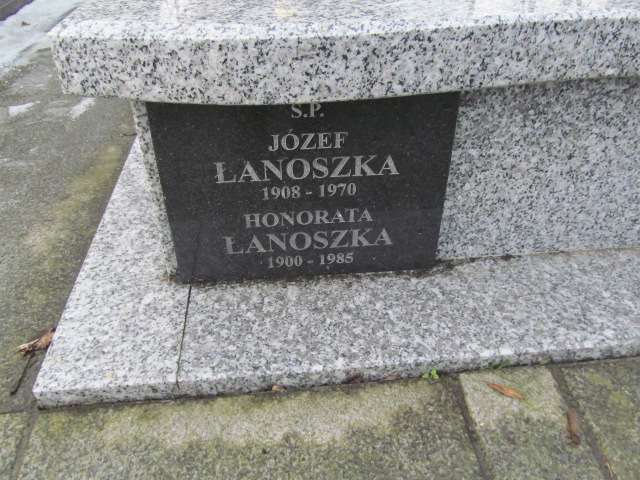 Ś.P.
JÓZEF
ŁANOSZKA
1908 - 1970
HONORATA
ŁANOSZKA
1900 - 1985